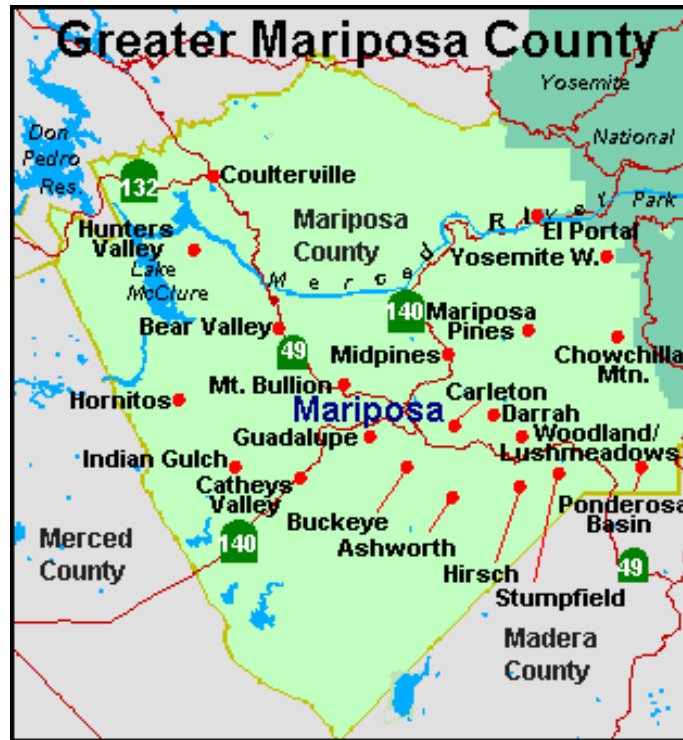 Greater Mariposa County
Yosemite
National
Park
Don
Pedro
Res.
132
Coulterville
Mariposa
County
Merced River
El Portal
Yosemite W.
Hunters
Valley
Lake
McClure
140
Mariposa
Pines
Bear Valley
49
Midpines
Chowchilla
Mtn.
Mt. Bullion
Carleton
Hornitos
Mariposa
Darrah
Guadalupe
Woodland/
Lushmeadows
Indian Gulch
Catheys
Valley
Buckeye
Ashworth
Ponderosa
Basin
Merced
County
140
Hirsch
49
Stumpfield
Madera
County